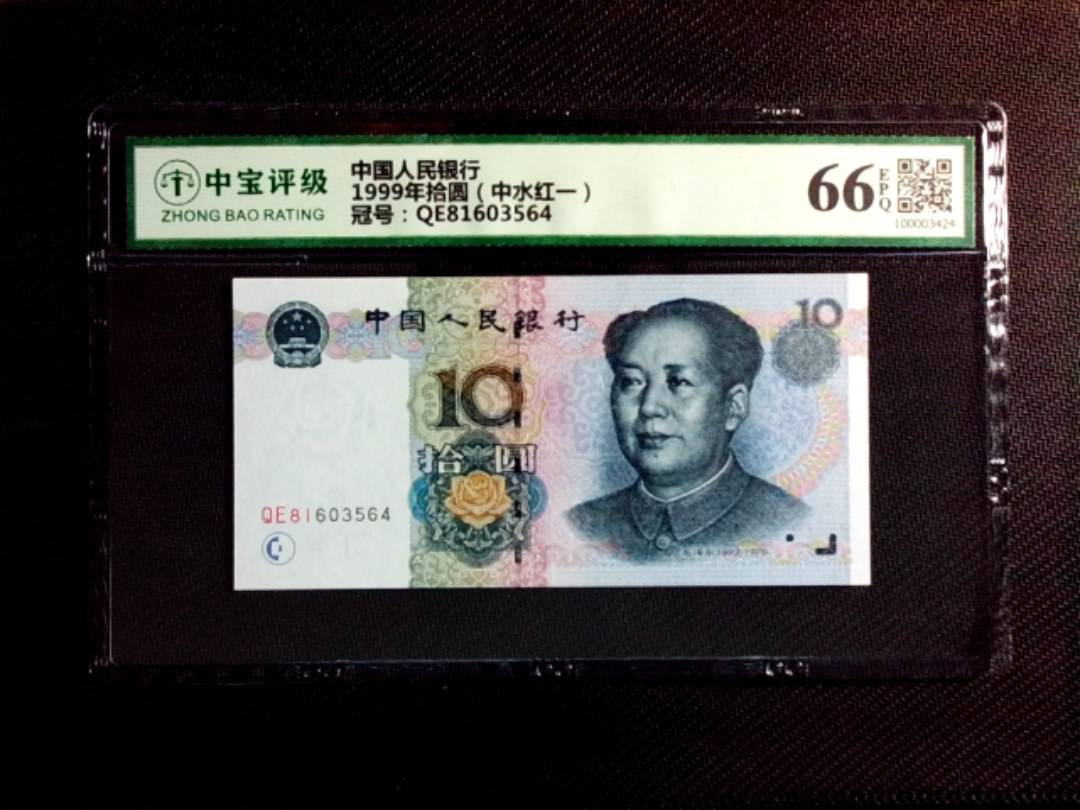 中宝评级
ZHONG BAO RATING
中国人民银行
1999年拾圆（中水红一）
冠号：QE81603564
66
EPQ
100003424
中国人民银行
10
10
拾圆
QE81603564